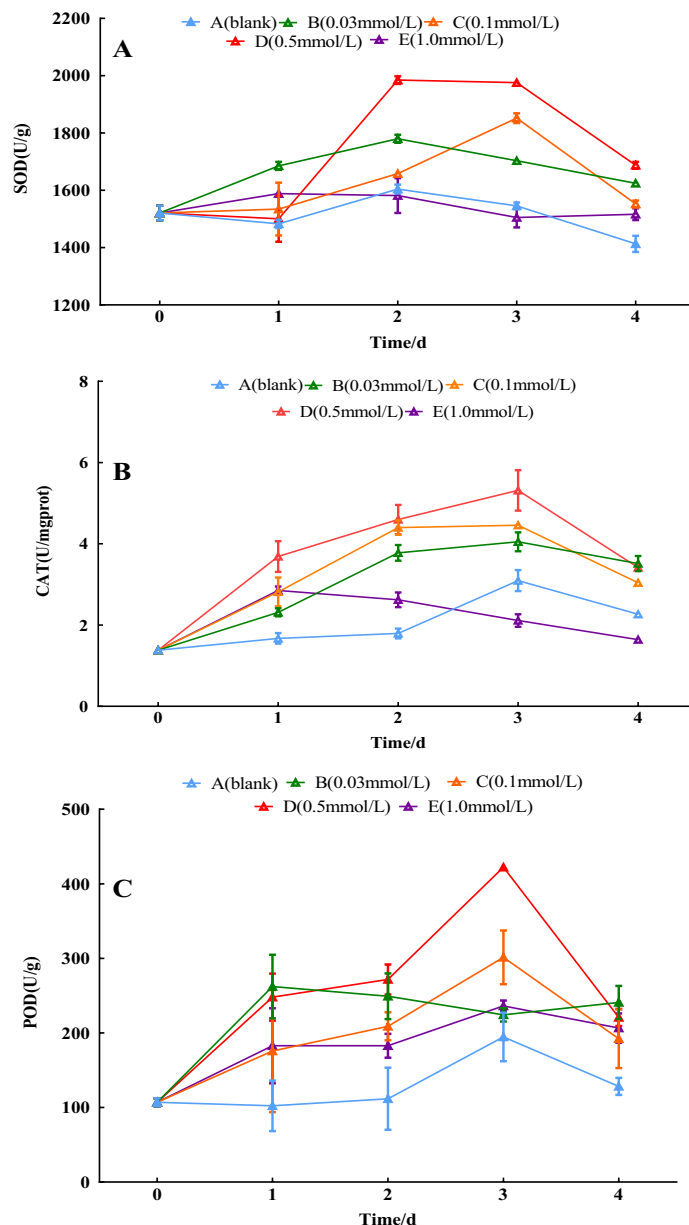 A(blank) B(0.03mmol/L) C(0.1mmol/L)
D(0.5mmol/L) E(1.0mmol/L)
A
2200
2000
1800
1600
1400
1200
SOD(U/g)
0 1 2 3 4
Time/d
A(blank) B(0.03mmol/L) C(0.1mmol/L)
D(0.5mmol/L) E(1.0mmol/L)
B
8
6
4
2
0
CAT(U/mgprot)
0 1 2 3 4
Time/d
A(blank) B(0.03mmol/L) C(0.1mmol/L)
D(0.5mmol/L) E(1.0mmol/L)
C
500
400
300
200
100
0
POD(U/g)
0 1 2 3 4
Time/d